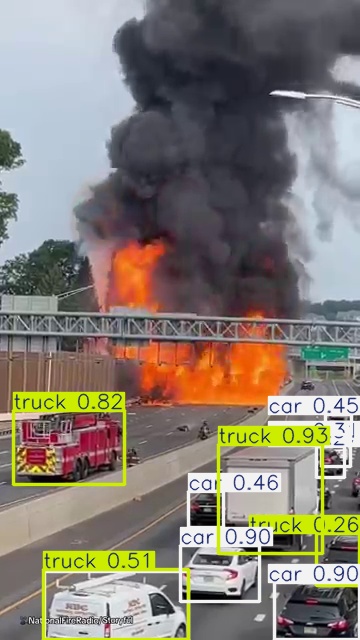 car 0.45
truck 0.82
truck 0.93
car 0.46
truck 0.26
car 0.90
truck 0.51
car 0.90
KBC
NationalFireRadio/Storyful